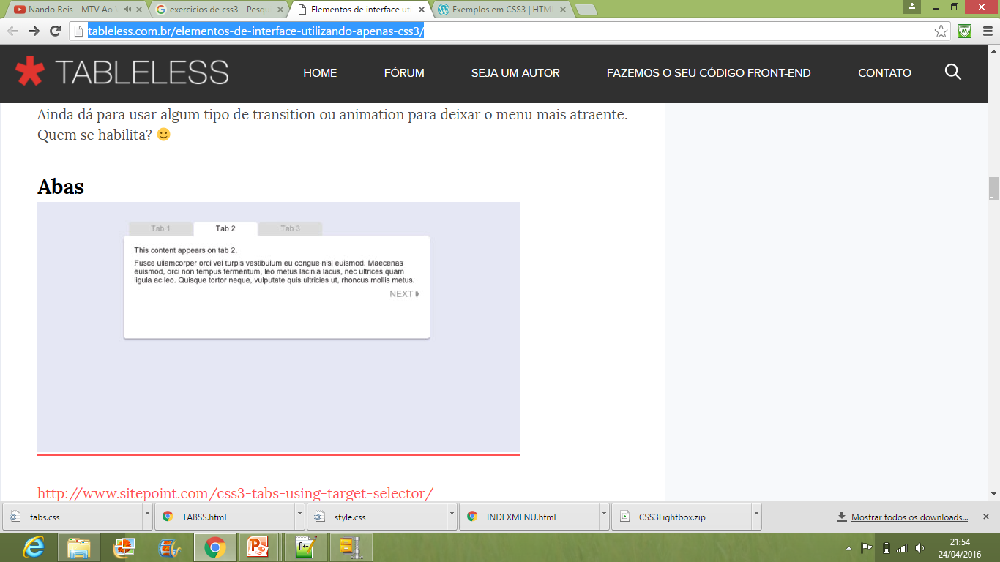 Nando Reis - MTV Ao V
exercicios de css3 - Pesqu
Elementos de interface uti
Exemplos em CSS3 | HTM
tableless.com.br/elementos-de-interface-utilizando-apenas-css3/
TABLELESS
HOME
FÓRUM
SEJA UM AUTOR
FAZEMOS O SEU CÓDIGO FRONT-END
CONTATO
Ainda dá para usar algum tipo de transition ou animation para deixar o menu mais atraente.
Quem se habilita? 🙂
Abas
Tab 1
Tab 2
Tab 3
This content appears on tab 2.
Fusce ullamcorper orci vel turpis vestibulum eu congue nisl euismod. Maecenas
euismod, orci non tempus fermentum, leo metus lacinia lacus, nec ultrices quam
ligula ac leo. Quisque tortor neque, vulputate quis ultricies ut, rhoncus mollis metus.
NEXT
http://www.sitepoint.com/css3-tabs-using-target-selector/
tabs.css
TABSS.html
style.css
INDEXMENU.html
CSS3Lightbox.zip
Mostrar todos os downloads...
21:54
24/04/2016